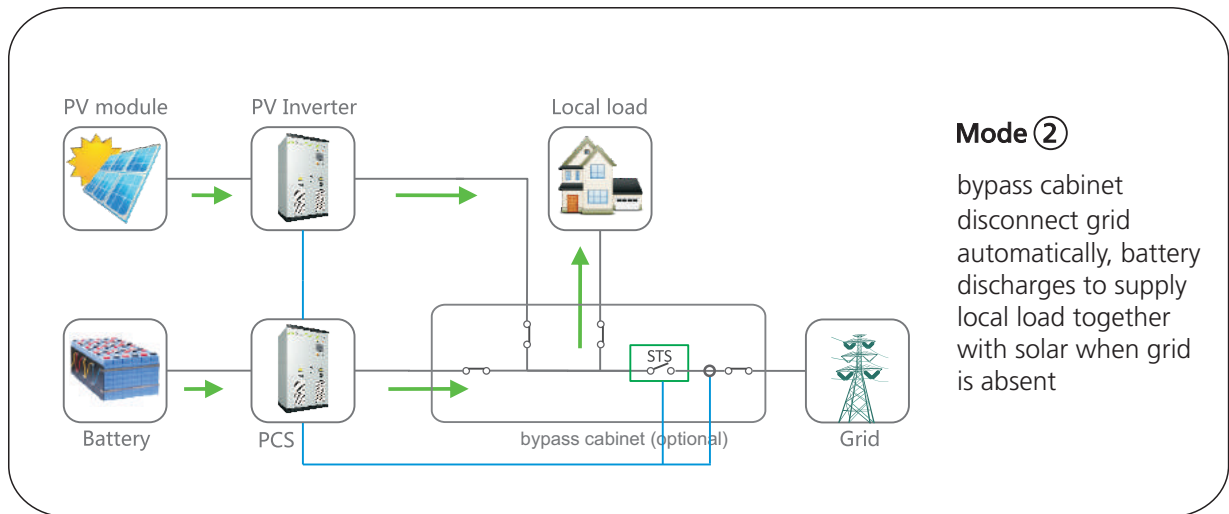 PV module
PV Inverter
Local load
Mode ②
bypass cabinet
disconnect grid
automatically, battery
discharges to supply
local load together
with solar when grid
is absent
STS
Battery
PCS
bypass cabinet (optional)
Grid